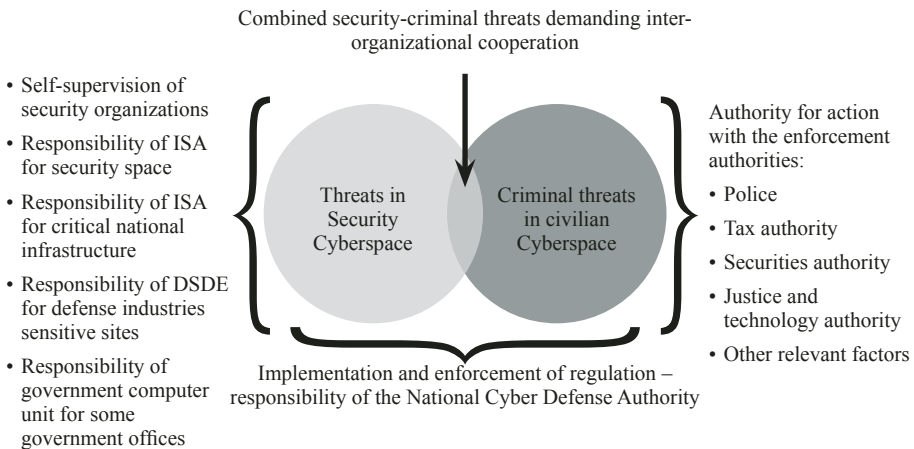 Combined security-criminal threats demanding inter-
organizational cooperation
• Self-supervision of
security organizations
• Responsibility of ISA
for security space
• Responsibility of ISA
for critical national
infrastructure
• Responsibility of DSDE
for defense industries
sensitive sites
• Responsibility of
government computer
unit for some
government offices
Threats in
Security
Cyberspace
Criminal threats
in civilian
Cyberspace
Authority for action
with the enforcement
authorities:
• Police
• Tax authority
• Securities authority
• Justice and
technology authority
• Other relevant factors
Implementation and enforcement of regulation –
responsibility of the National Cyber Defense Authority